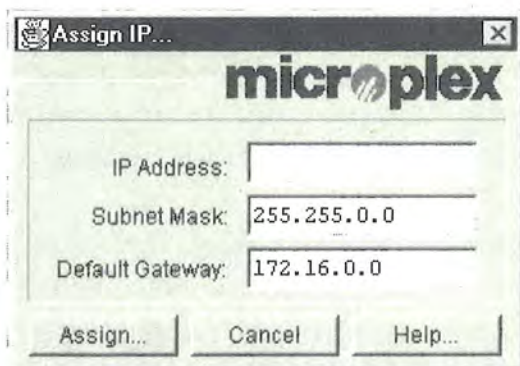 Assign IP...
microplex
IP Address:
Subnet Mask: 255.255.0.0
Default Gateway: 172.16.0.0
Assign... Cancel Help...